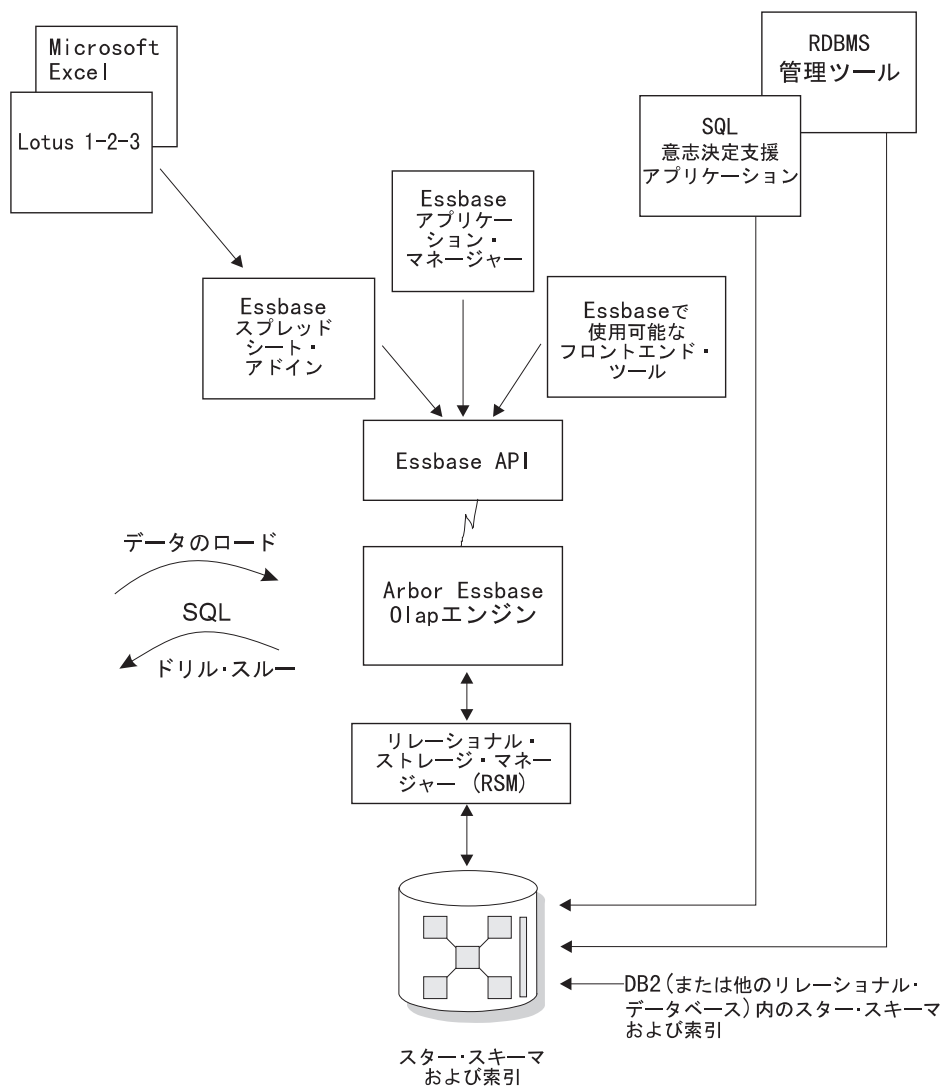 Microsoft
Excel
Lotus 1-2-3
RDBMS
管理ツール
SQL
意志決定支援
アプリケーション
Essbase
アプリケー
ション・
マネージャー
Essbase
スプレッド
シート・
アドイン
Essbaseで
使用可能な
フロントエンド・
ツール
Essbase API
データのロード
SQL
ドリル・スルー
Arbor Essbase
Olapエンジン
リレーショナル・
ストレージ・マネー
ジャー (RSM)
DB2(または他のリレーショナル・
データベース)内のスター・スキーマ
および索引
スター・スキーマ
および索引